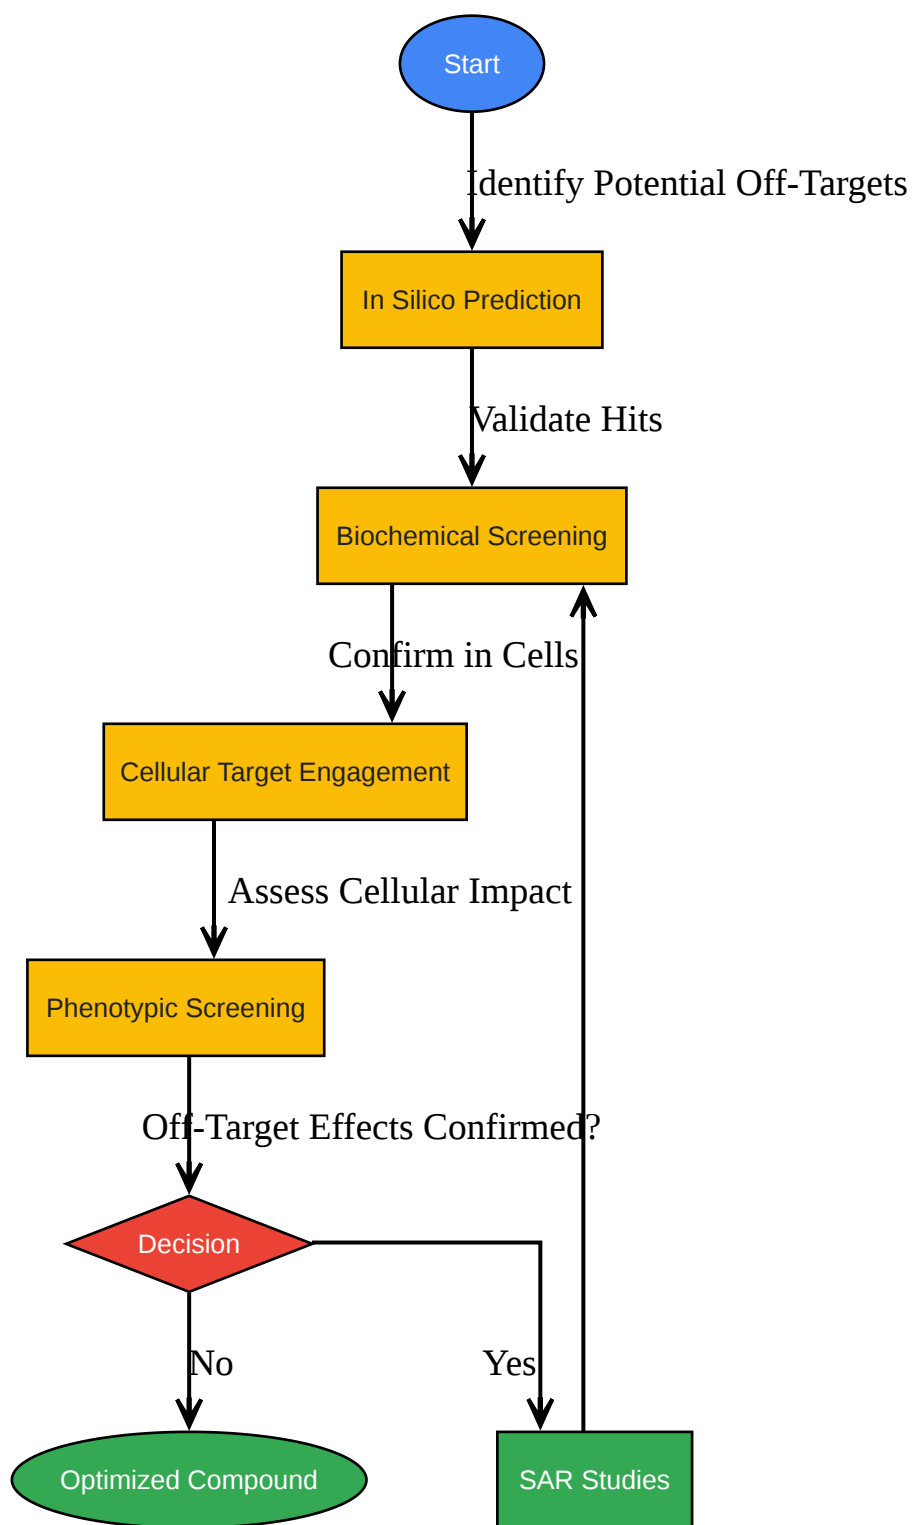 Start
Identify Potential Off-Targets
In Silico Prediction
Validate Hits
Biochemical Screening
Confirm in Cells
Cellular Target Engagement
Assess Cellular Impact
Phenotypic Screening
Off-Target Effects Confirmed?
Decision
No
Yes
Optimized Compound
SAR Studies